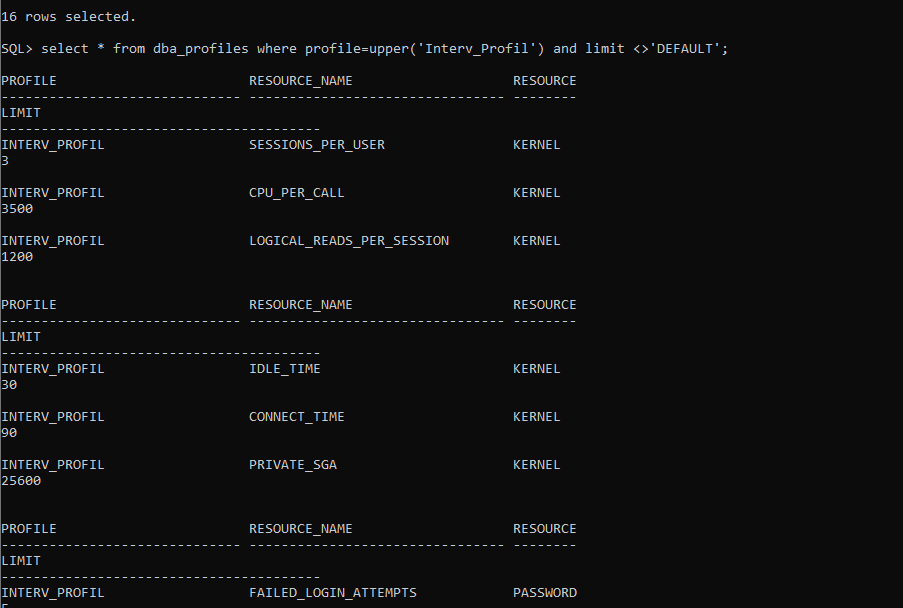 16 rows selected.
SQL> select * from dba_profiles where profile=upper('Interv_Profil') and limit <>'DEFAULT';
PROFILE                        RESOURCE_NAME                    RESOURCE
------------------------------ -------------------------------- --------
LIMIT
----------------------------------------
INTERV_PROFIL                  SESSIONS_PER_USER                KERNEL
3
INTERV_PROFIL                  CPU_PER_CALL                     KERNEL
3500
INTERV_PROFIL                  LOGICAL_READS_PER_SESSION        KERNEL
1200
PROFILE                        RESOURCE_NAME                    RESOURCE
------------------------------ -------------------------------- --------
LIMIT
----------------------------------------
INTERV_PROFIL                  IDLE_TIME                        KERNEL
30
INTERV_PROFIL                  CONNECT_TIME                     KERNEL
90
INTERV_PROFIL                  PRIVATE_SGA                      KERNEL
25600
PROFILE                        RESOURCE_NAME                    RESOURCE
------------------------------ -------------------------------- --------
LIMIT
----------------------------------------
INTERV_PROFIL                  FAILED_LOGIN_ATTEMPTS            PASSWORD